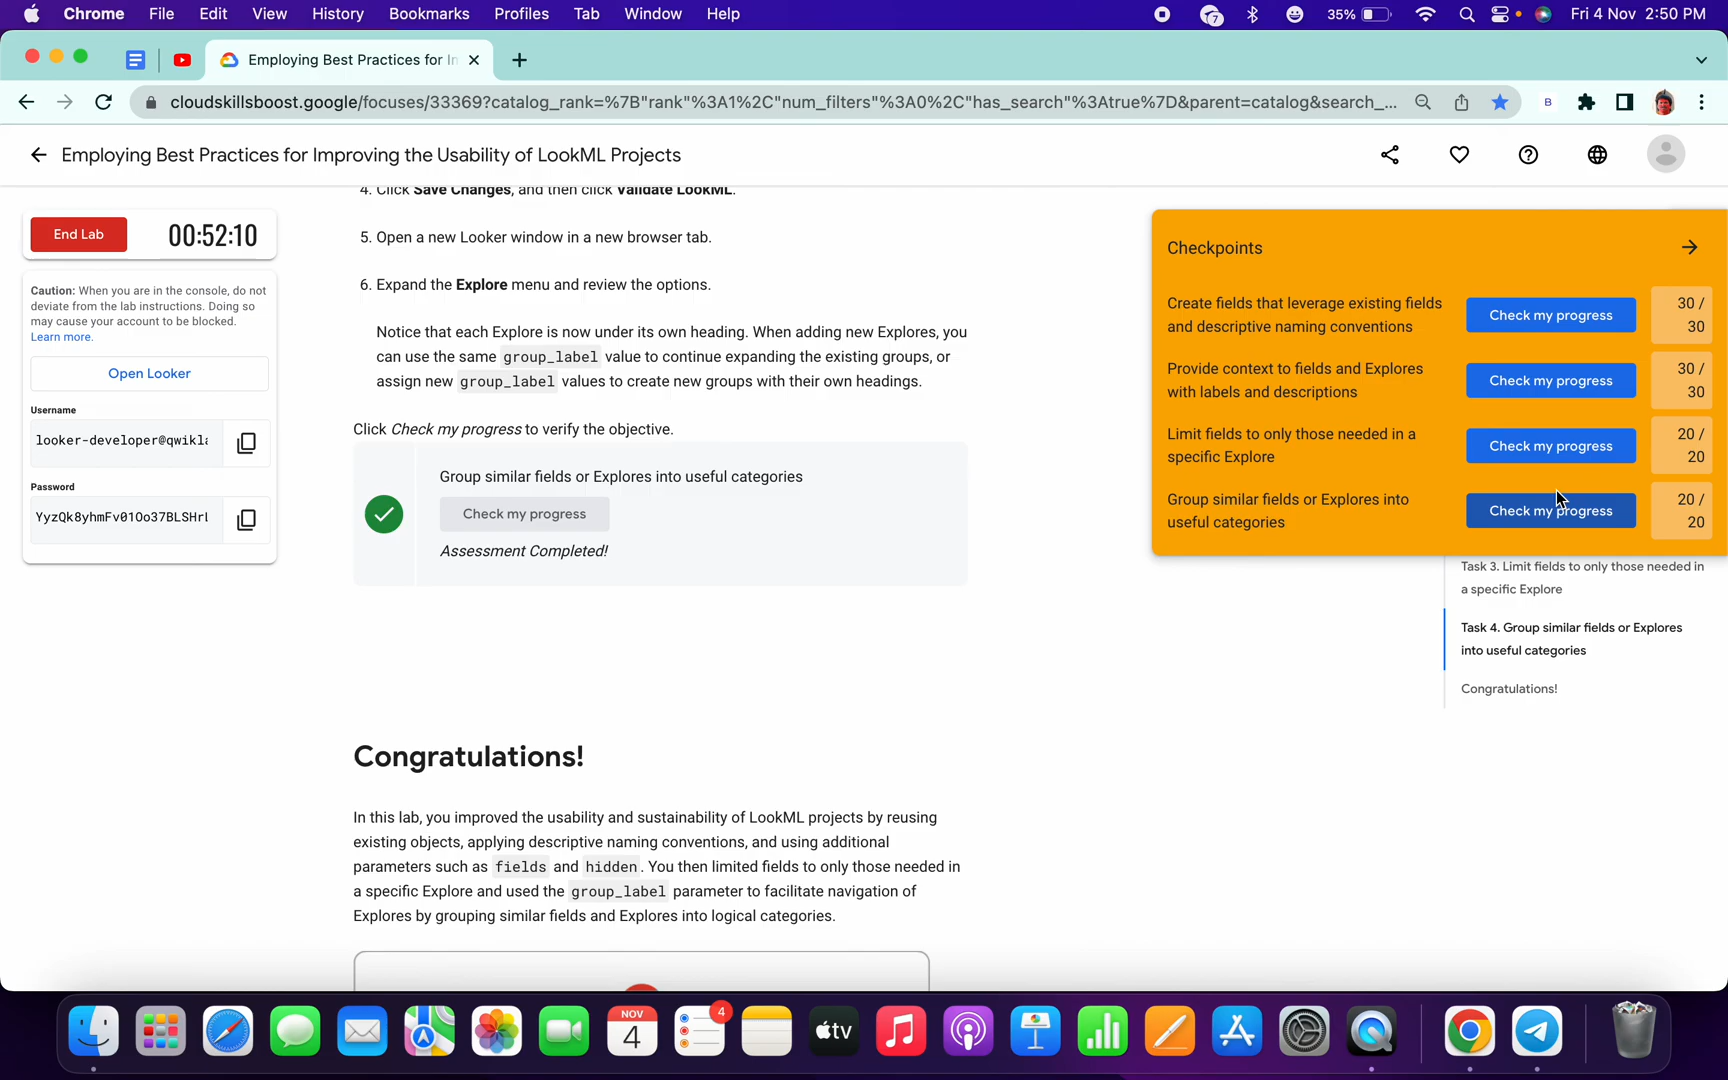 Chrome File Edit View History Bookmarks Profiles Tab Window Help
7
35%
Fri 4 Nov 2:50 PM
Employing Best Practices for In
cloudskillsboost.google/focuses/33369?catalog_rank=%7B"rank"%3A1%2C"num_filters"%3A0%2C"has_search"%3Atrue%7D&parent=catalog&search_...
B
Employing Best Practices for Improving the Usability of LookML Projects
End Lab
00:52:10
Caution: When you are in the console, do not
deviate from the lab instructions. Doing so
may cause your account to be blocked.
Learn more.
Open Looker
Username
looker-developer@qwikla
Password
YyzQk8yhmFv01Oo37BLSHrL
4. Click Save Changes, and then click Validate LookML.
5. Open a new Looker window in a new browser tab.
6. Expand the Explore menu and review the options.
Notice that each Explore is now under its own heading. When adding new Explores, you
can use the same group_label value to continue expanding the existing groups, or
assign new group_label values to create new groups with their own headings.
Click Check my progress to verify the objective.
Group similar fields or Explores into useful categories
Check my progress
Assessment Completed!
Congratulations!
In this lab, you improved the usability and sustainability of LookML projects by reusing
existing objects, applying descriptive naming conventions, and using additional
parameters such as fields and hidden. You then limited fields to only those needed in
a specific Explore and used the group_label parameter to facilitate navigation of
Explores by grouping similar fields and Explores into logical categories.
Checkpoints
Create fields that leverage existing fields
and descriptive naming conventions
Check my progress
30 /
30
Provide context to fields and Explores
with labels and descriptions
Check my progress
30 /
30
Limit fields to only those needed in a
specific Explore
Check my progress
20 /
20
Group similar fields or Explores into
useful categories
Check my progress
20 /
20
Task 3. Limit fields to only those needed in
a specific Explore
Task 4. Group similar fields or Explores
into useful categories
Congratulations!
NOV
4
4
tv